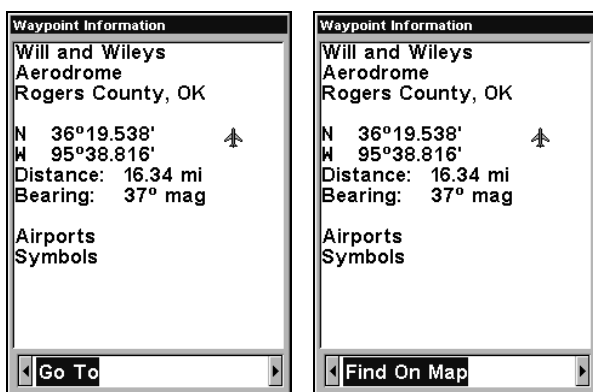 Waypoint Information
Will and Wileys
Aerodrome
Rogers County, OK
N 36º19.538'
W 95º38.816'
Distance: 16.34 mi
Bearing: 37º mag
Airports
Symbols
Go To
Waypoint Information
Will and Wileys
Aerodrome
Rogers County, OK
N 36º19.538'
W 95º38.816'
Distance: 16.34 mi
Bearing: 37º mag
Airports
Symbols
Find On Map